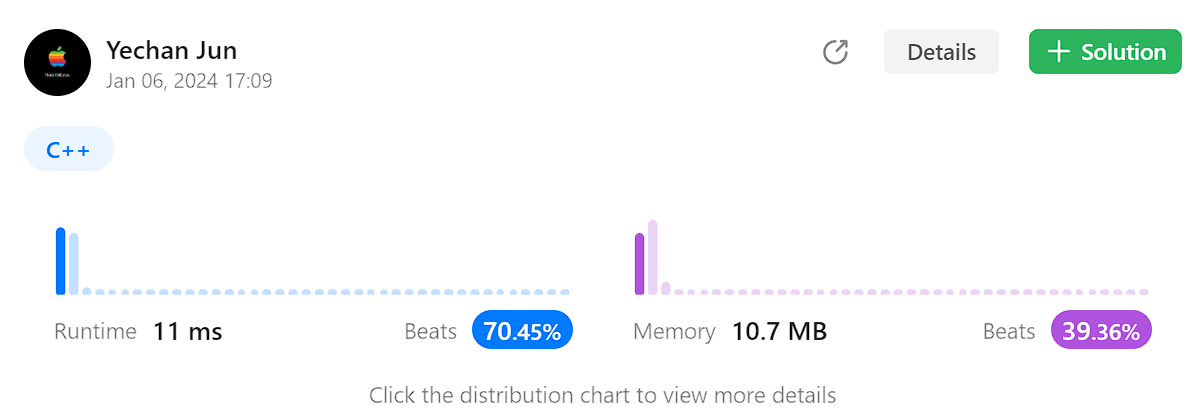 Yechan Jun
Jan 06, 2024 17:09
Details
+ Solution
C++
Runtime 11 ms Beats 70.45%
Memory 10.7 MB Beats 39.36%
Click the distribution chart to view more details